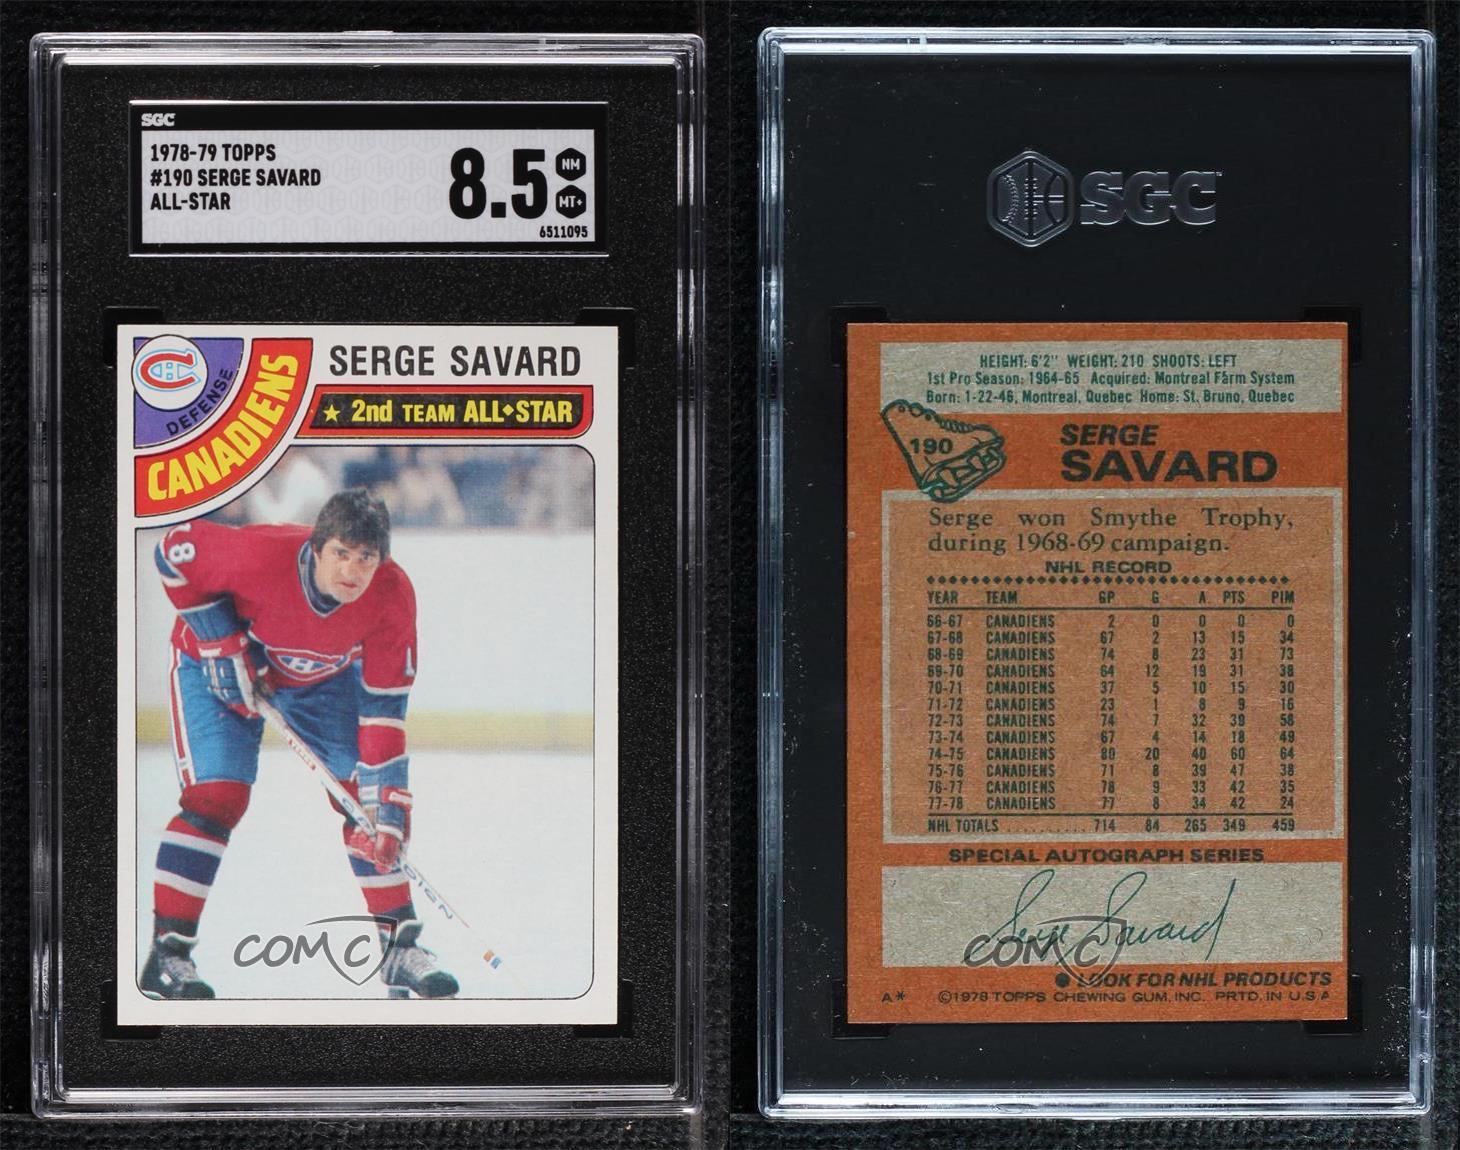 SGC
1978-79 TOPPS
#190 SERGE SAVARD
ALL-STAR
8.5
NM
MT+
6511095
C H
DEFENSE
CANADIENS
SERGE SAVARD
★ 2nd TEAM ALL◆STAR
18
1
COMC
SGC
HEIGHT: 6'2" WEIGHT: 210 SHOOTS: LEFT
1st Pro Season: 1964-65 Acquired: Montreal Farm System
Born: 1-22-46, Montreal, Quebec Home: St. Bruno, Quebec
190
SERGE
SAVARD
Serge won Smythe Trophy,
during 1968-69 campaign.
NHL RECORD
YEAR TEAM GP G A PTS PIM
66-67 CANADIENS 2 0 0 0 0
67-68 CANADIENS 67 2 13 15 34
68-69 CANADIENS 74 8 23 31 73
69-70 CANADIENS 64 12 19 31 38
70-71 CANADIENS 37 5 10 15 30
71-72 CANADIENS 23 1 8 9 16
72-73 CANADIENS 74 7 32 39 58
73-74 CANADIENS 67 4 14 18 49
74-75 CANADIENS 80 20 40 60 64
75-76 CANADIENS 71 8 39 47 38
76-77 CANADIENS 78 9 33 42 35
77-78 CANADIENS 77 8 34 42 24
NHL TOTALS .......... 714 84 265 349 459
SPECIAL AUTOGRAPH SERIES
Serge Savard
COMC
● LOOK FOR NHL PRODUCTS
A* ©1978 TOPPS CHEWING GUM, INC. PRTD. IN U.S.A